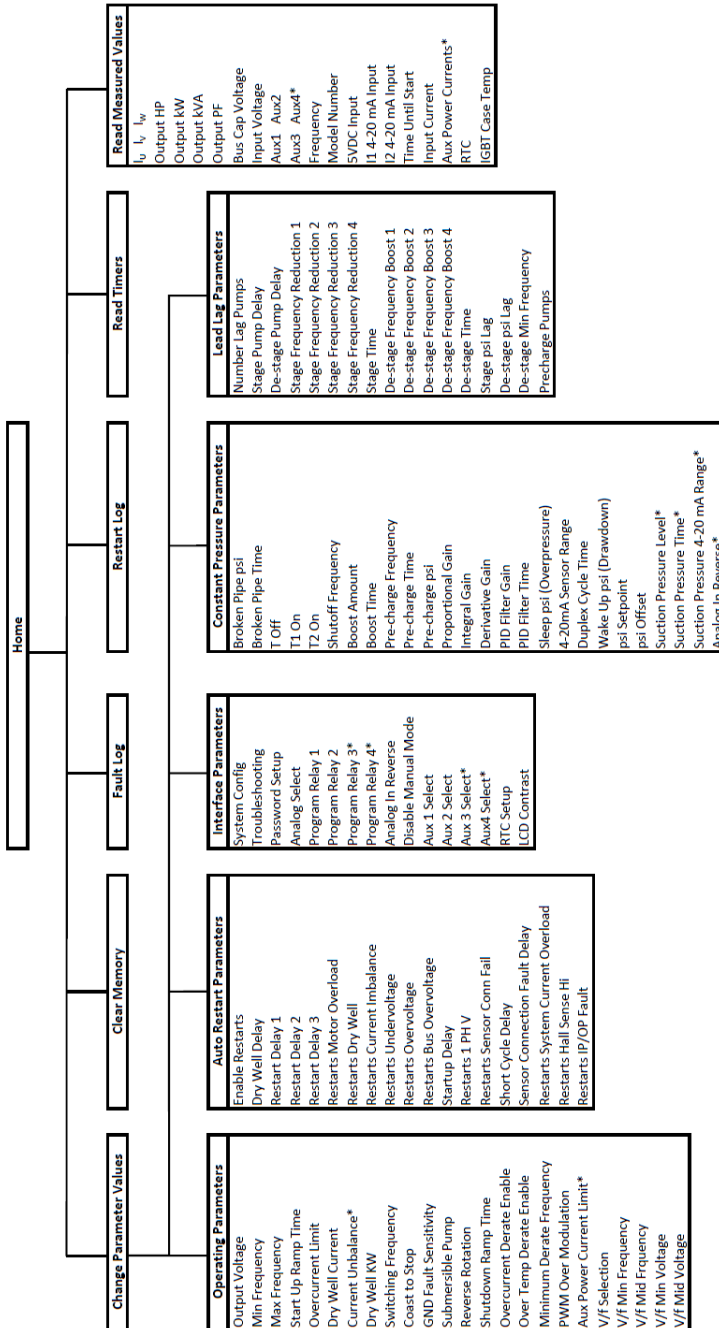 Home
Change Parameter Values
Clear Memory
Fault Log
Restart Log
Read Timers
Read Measured Values
Iu Iv Iw
Output HP
Output kW
Output kVA
Output PF
Bus Cap Voltage
Input Voltage
Aux1 Aux2
Aux3 Aux4*
Frequency
Model Number
5VDC Input
I1 4-20 mA Input
I2 4-20 mA Input
Time Until Start
Input Current
Aux Power Currents*
RTC
IGBT Case Temp
Operating Parameters
Output Voltage
Min Frequency
Max Frequency
Start Up Ramp Time
Overcurrent Limit
Dry Well Current
Current Unbalance*
Dry Well KW
Switching Frequency
Coast to Stop
GND Fault Sensitivity
Submersible Pump
Reverse Rotation
Shutdown Ramp Time
Overcurrent Derate Enable
Over Temp Derate Enable
Minimum Derate Frequency
PWM Over Modulation
Aux Power Current Limit*
V/f Selection
V/f Min Frequency
V/f Mid Frquency
V/f Min Voltage
V/f Mid Voltage
Auto Restart Parameters
Enable Restarts
Dry Well Delay
Restart Delay 1
Restart Delay 2
Restart Delay 3
Restarts Motor Overload
Restarts Dry Well
Restarts Current Imbalance
Restarts Undervoltage
Restarts Overvoltage
Restarts Bus Overvoltage
Startup Delay
Restarts 1 PH V
Restarts Sensor Conn Fail
Short Cycle Delay
Sensor Connection Fault Delay
Restarts System Current Overload
Restarts Hall Sense Hi
Restarts IP/OP Fault
Interface Parameters
System Config
Troubleshooting
Password Setup
Analog Select
Program Relay 1
Program Relay 2
Program Relay 3*
Program Relay 4*
Analog In Reverse
Disable Manual Mode
Aux 1 Select
Aux 2 Select
Aux 3 Select*
Aux4 Select*
RTC Setup
LCD Contrast
Constant Pressure Parameters
Broken Pipe psi
Broken Pipe Time
T Off
T1 On
T2 On
Shutoff Frequency
Boost Amount
Boost Time
Pre-charge Frequency
Pre-charge Time
Pre-charge psi
Proportional Gain
Integral Gain
Derivative Gain
PID Filter Gain
PID Filter Time
Sleep psi (Overpressure)
4-20mA Sensor Range
Duplex Cycle Time
Wake Up psi (Drawdown)
psi Setpoint
psi Offset
Suction Pressure Level*
Suction Pressure Time*
Suction Pressure 4-20 mA Range*
Analog In Reverse*
Lead Lag Parameters
Number Lag Pumps
Stage Pump Delay
De-stage Pump Delay
Stage Frequency Reduction 1
Stage Frequency Reduction 2
Stage Frequency Reduction 3
Stage Frequency Reduction 4
Stage Time
De-stage Frequency Boost 1
De-stage Frequency Boost 2
De-stage Frequency Boost 3
De-stage Frequency Boost 4
De-stage Time
Stage psi Lag
De-stage psi Lag
De-stage Min Frequency
Precharge Pumps